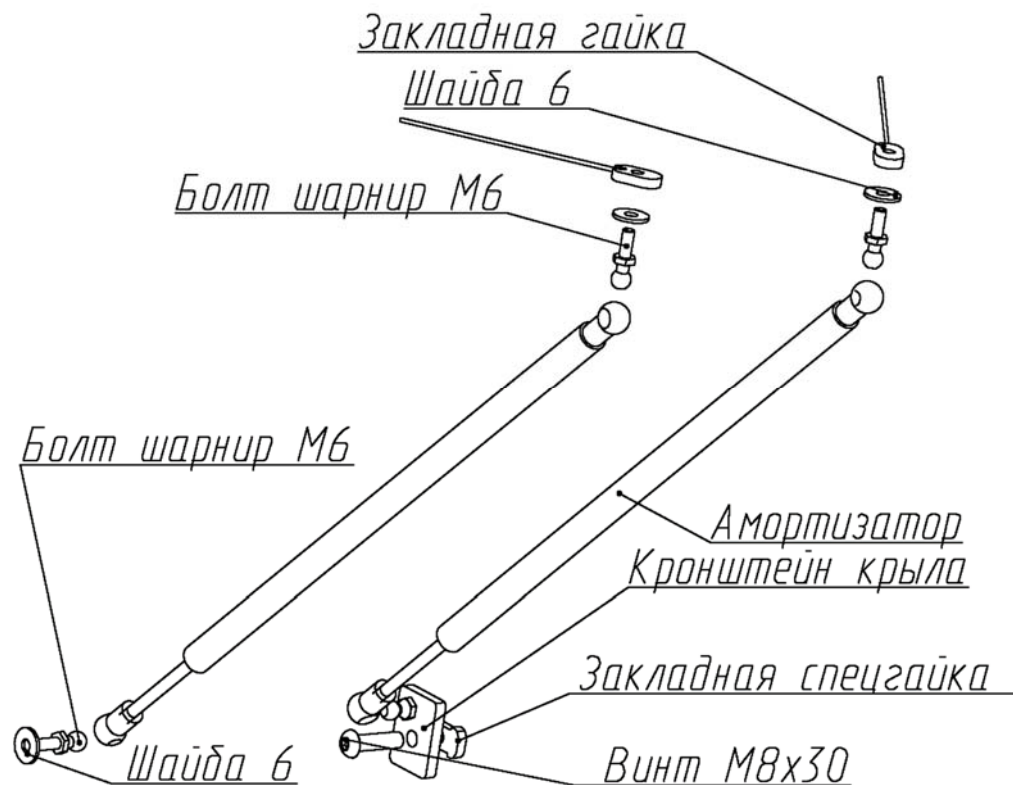 Закладная гайка
Шайба 6
Болт шарнир М6
Болт шарнир М6
Амортизатор
Кронштейн крыла
Закладная спецгайка
Шайба 6
Винт М8х30